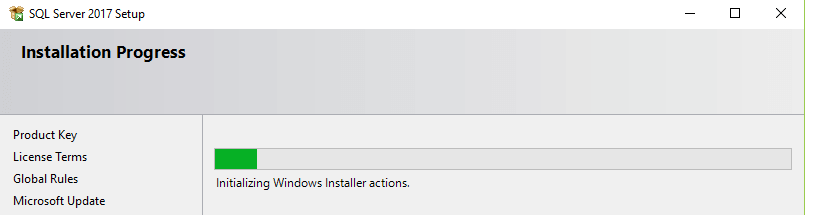 SQL Server 2017 Setup
Installation Progress
Product Key
License Terms
Global Rules
Microsoft Update
Initializing Windows Installer actions.